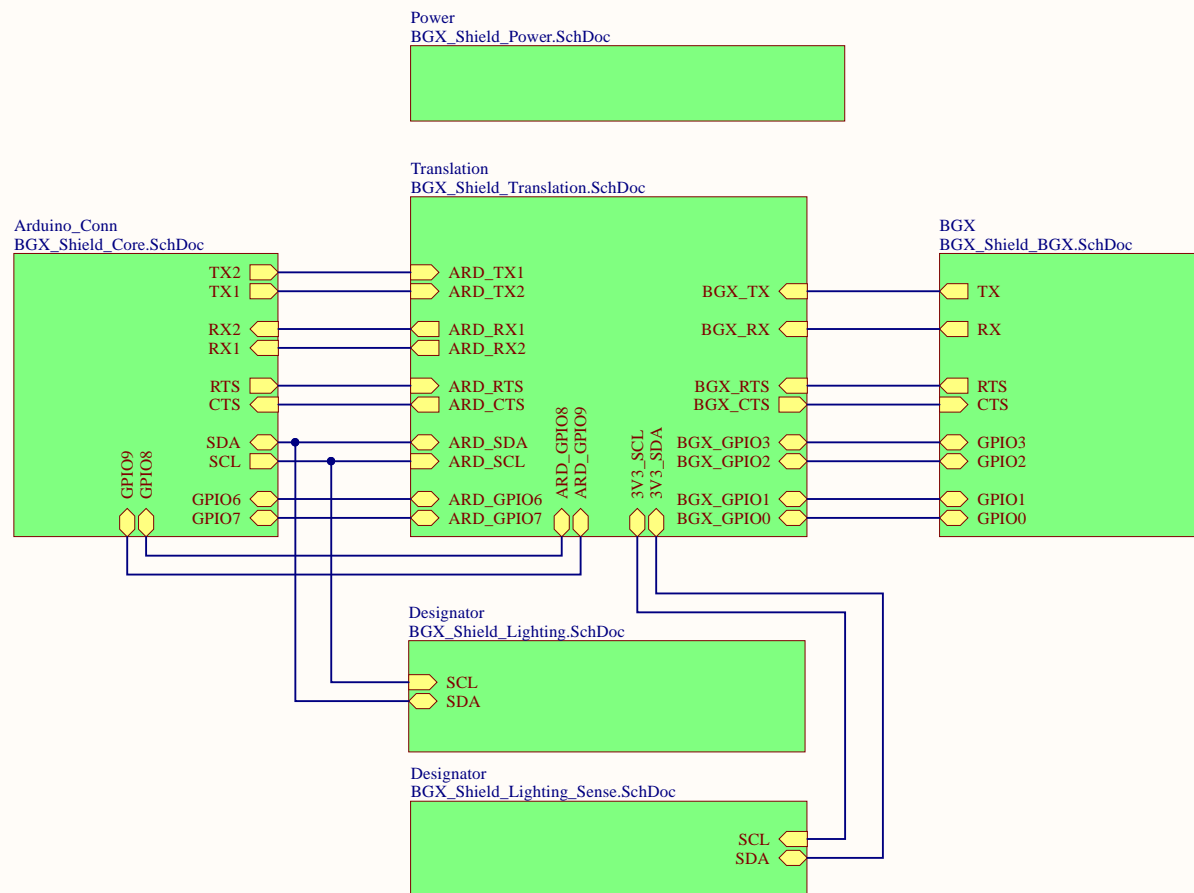 Power
BGX_Shield_Power.SchDoc
Translation
BGX_Shield_Translation.SchDoc
Arduino_Conn
BGX_Shield_Core.SchDoc
BGX
BGX_Shield_BGX.SchDoc
TX2
TX1
RX2
RX1
RTS
CTS
SDA
SCL
GPIO6
GPIO7
GPIO9
GPIO8
ARD_TX1
ARD_TX2
ARD_RX1
ARD_RX2
ARD_RTS
ARD_CTS
ARD_SDA
ARD_SCL
ARD_GPIO6
ARD_GPIO7
ARD_GPIO8
ARD_GPIO9
3V3_SCL
3V3_SDA
BGX_TX
BGX_RX
BGX_RTS
BGX_CTS
BGX_GPIO3
BGX_GPIO2
BGX_GPIO1
BGX_GPIO0
TX
RX
RTS
CTS
GPIO3
GPIO2
GPIO1
GPIO0
Designator
BGX_Shield_Lighting.SchDoc
SCL
SDA
Designator
BGX_Shield_Lighting_Sense.SchDoc
SCL
SDA